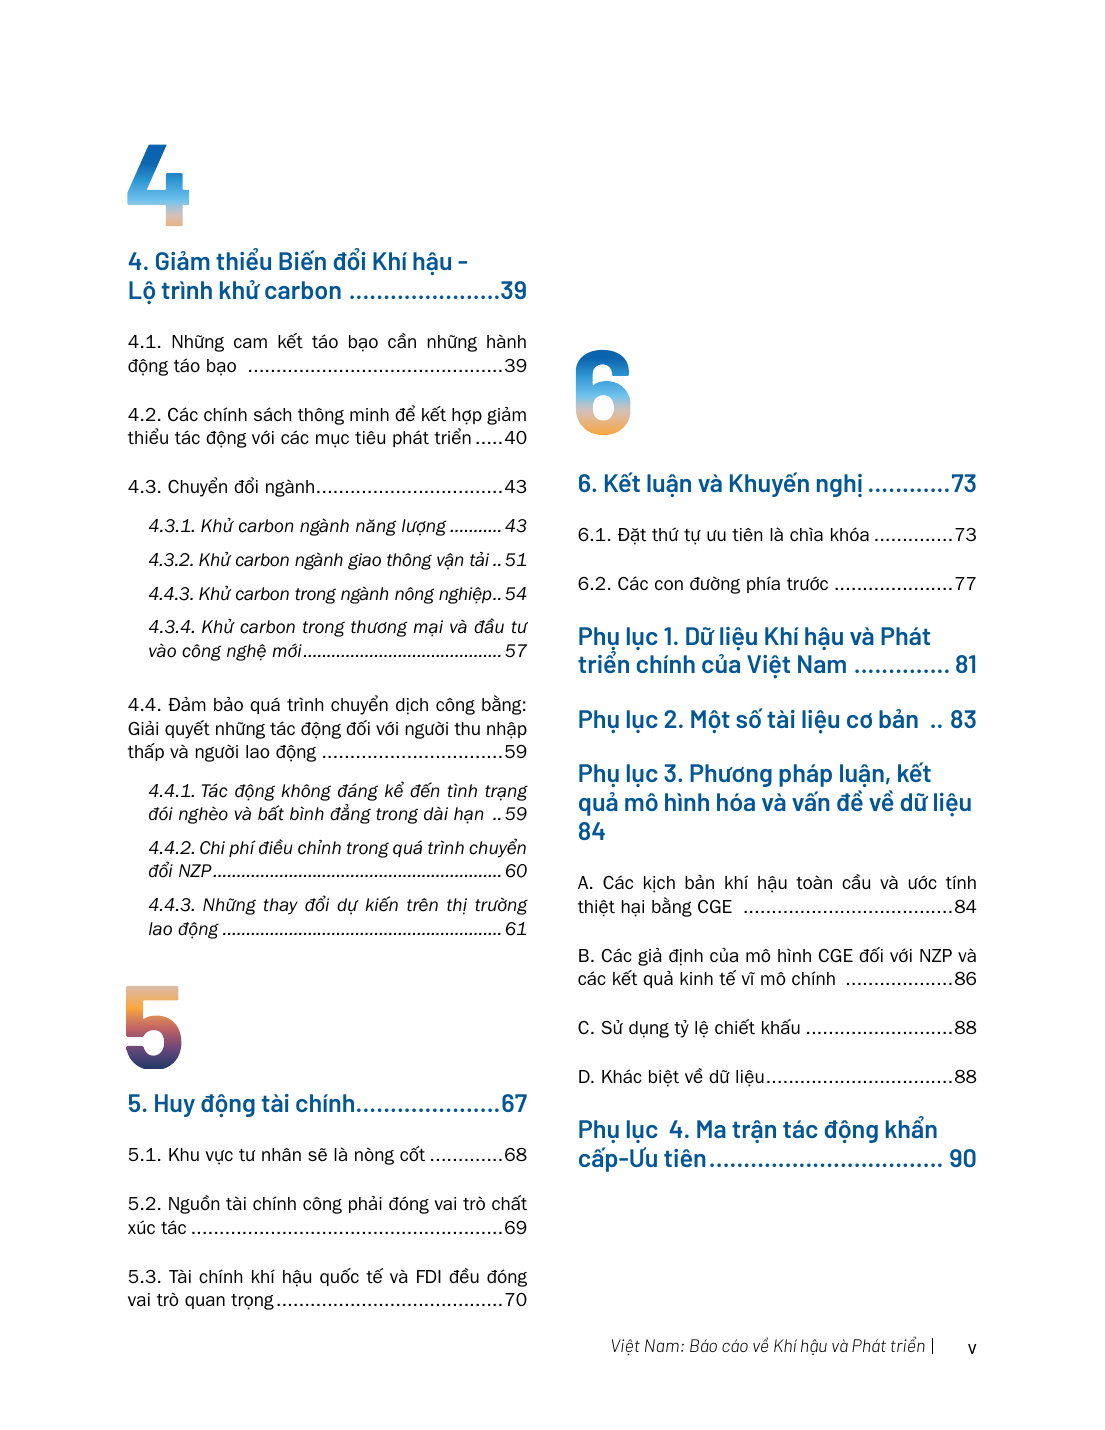 4
4. Giảm thiểu Biến đổi Khí hậu -
Lộ trình khử carbon ......................39
4.1. Những cam kết táo bạo cần những hành
động táo bạo .............................................39
4.2. Các chính sách thông minh để kết hợp giảm
thiểu tác động với các mục tiêu phát triển .....40
4.3. Chuyển đổi ngành.................................43
4.3.1. Khử carbon ngành năng lượng ........... 43
4.3.2. Khử carbon ngành giao thông vận tải .. 51
4.4.3. Khử carbon trong ngành nông nghiệp.. 54
4.3.4. Khử carbon trong thương mại và đầu tư
vào công nghệ mới.......................................... 57
4.4. Đảm bảo quá trình chuyển dịch công bằng:
Giải quyết những tác động đối với người thu nhập
thấp và người lao động ................................59
4.4.1. Tác động không đáng kể đến tình trạng
đói nghèo và bất bình đẳng trong dài hạn .. 59
4.4.2. Chi phí điều chỉnh trong quá trình chuyển
đổi NZP............................................................. 60
4.4.3. Những thay đổi dự kiến trên thị trường
lao động ........................................................... 61
5
5. Huy động tài chính.....................67
5.1. Khu vực tư nhân sẽ là nòng cốt .............68
5.2. Nguồn tài chính công phải đóng vai trò chất
xúc tác .......................................................69
5.3. Tài chính khí hậu quốc tế và FDI đều đóng
vai trò quan trọng........................................70
6
6. Kết luận và Khuyến nghị ............73
6.1. Đặt thứ tự ưu tiên là chìa khóa ..............73
6.2. Các con đường phía trước .....................77
Phụ lục 1. Dữ liệu Khí hậu và Phát
triển chính của Việt Nam .............. 81
Phụ lục 2. Một số tài liệu cơ bản .. 83
Phụ lục 3. Phương pháp luận, kết
quả mô hình hóa và vấn đề về dữ liệu
84
A. Các kịch bản khí hậu toàn cầu và ước tính
thiệt hại bằng CGE .....................................84
B. Các giả định của mô hình CGE đối với NZP và
các kết quả kinh tế vĩ mô chính ...................86
C. Sử dụng tỷ lệ chiết khấu ..........................88
D. Khác biệt về dữ liệu.................................88
Phụ lục 4. Ma trận tác động khẩn
cấp-Ưu tiên.................................. 90
Việt Nam: Báo cáo về Khí hậu và Phát triển | v